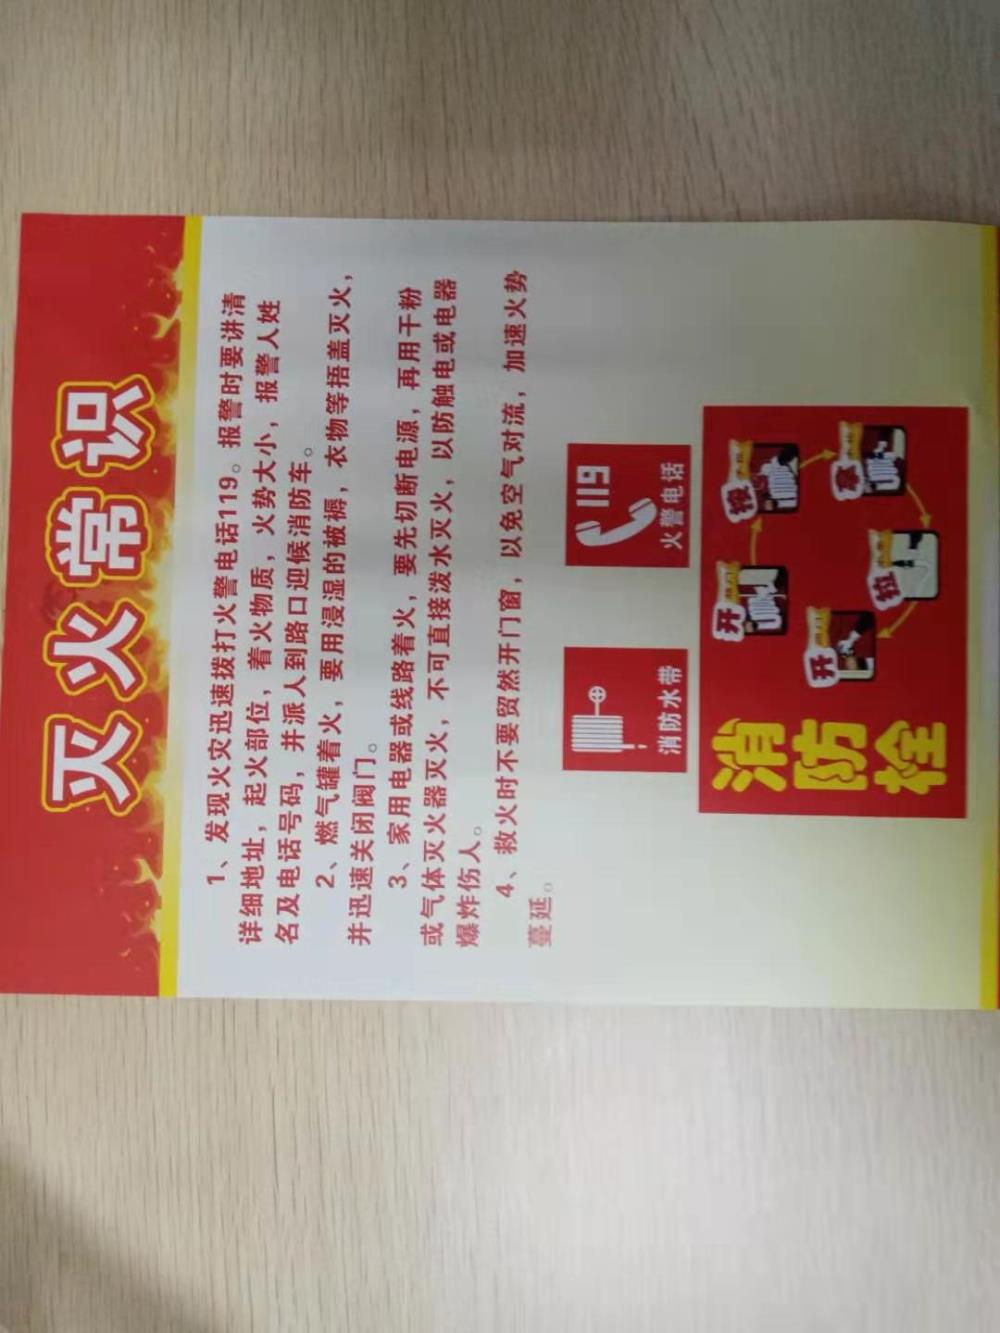 灭火常识
1、发现火灾迅速拨打火警电话119。报警时要讲清
详细地址，起火部位，着火物质，火势大小，报警人姓
名及电话号码，并派人到路口迎候消防车。
2、燃气罐着火，要用浸湿的被褥，衣物等捂盖灭火，
并迅速关闭阀门。
3、家用电器或线路着火，要先切断电源，再用干粉
或气体灭火器灭火，不可直接泼水灭火，以防触电或电器
爆炸伤人。
4、救火时不要贸然开门窗，以免空气对流，加速火势
蔓延。
消防水带
119
火警电话
消防栓
开
按
拿
拉
开